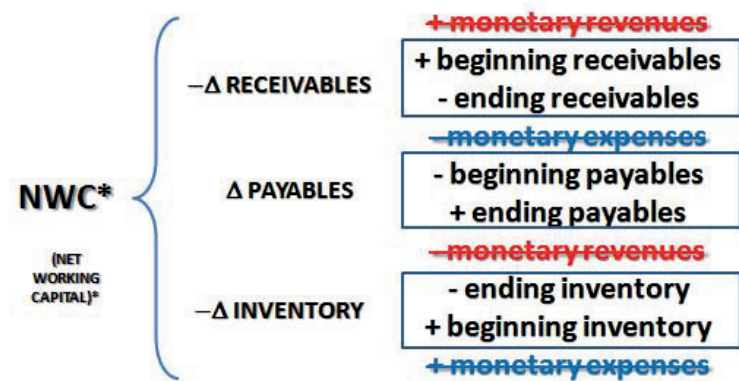 + monetary revenues
−Δ RECEIVABLES
+ beginning receivables
- ending receivables
- monetary expenses
NWC*
(NET
WORKING
CAPITAL)*
Δ PAYABLES
- beginning payables
+ ending payables
- monetary revenues
−Δ INVENTORY
- ending inventory
+ beginning inventory
+ monetary expenses